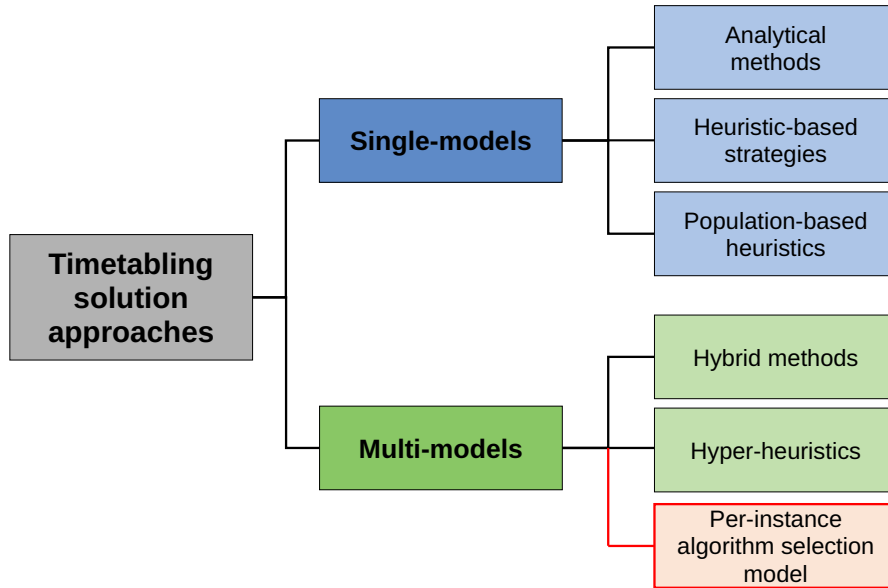 Timetabling
solution
approaches
Single-models
Analytical
methods
Heuristic-based
strategies
Population-based
heuristics
Multi-models
Hybrid methods
Hyper-heuristics
Per-instance
algorithm selection
model